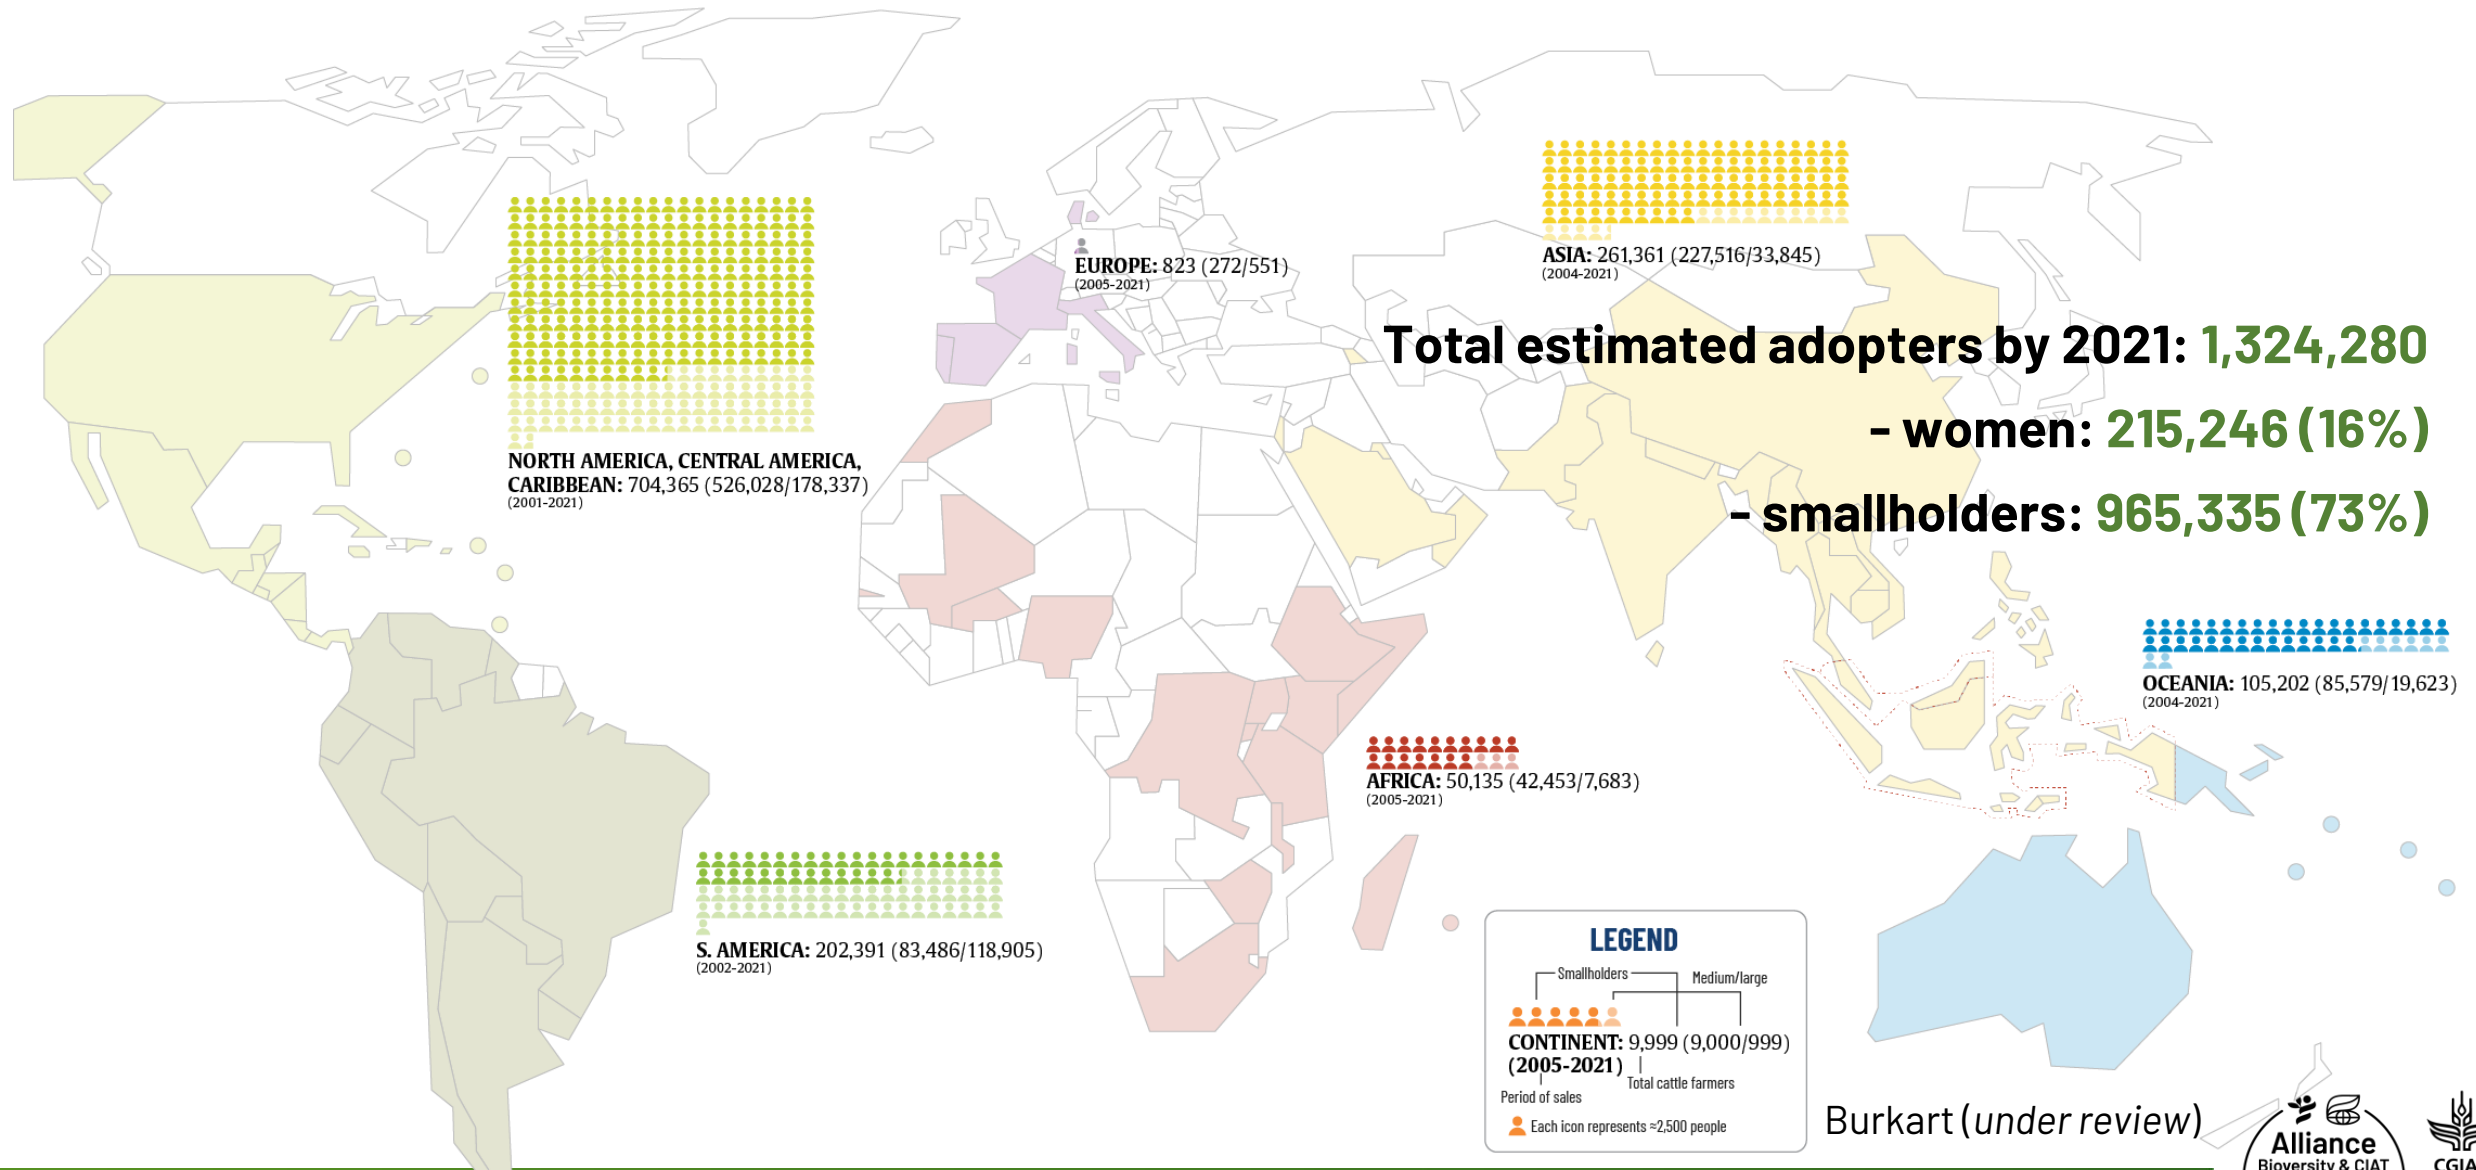 Total estimated adopters by 2021: 1,324,280
- women: 215,246 (16%)
- smallholders: 965,335 (73%)
NORTH AMERICA, CENTRAL AMERICA,
CARIBBEAN: 704,365 (526,028/178,337)
(2001-2021)
EUROPE: 823 (272/551)
(2005-2021)
ASIA: 261,361 (227,516/33,845)
(2004-2021)
OCEANIA: 105,202 (85,579/19,623)
(2004-2021)
AFRICA: 50,135 (42,453/7,683)
(2005-2021)
S. AMERICA: 202,391 (83,486/118,905)
(2002-2021)
LEGEND
Smallholders
Medium/large
CONTINENT: 9,999 (9,000/999)
(2005-2021)
Total cattle farmers
Period of sales
Each icon represents ≈2,500 people
Burkart (under review)
Alliance
Bioversity & CIAT
CGIAR